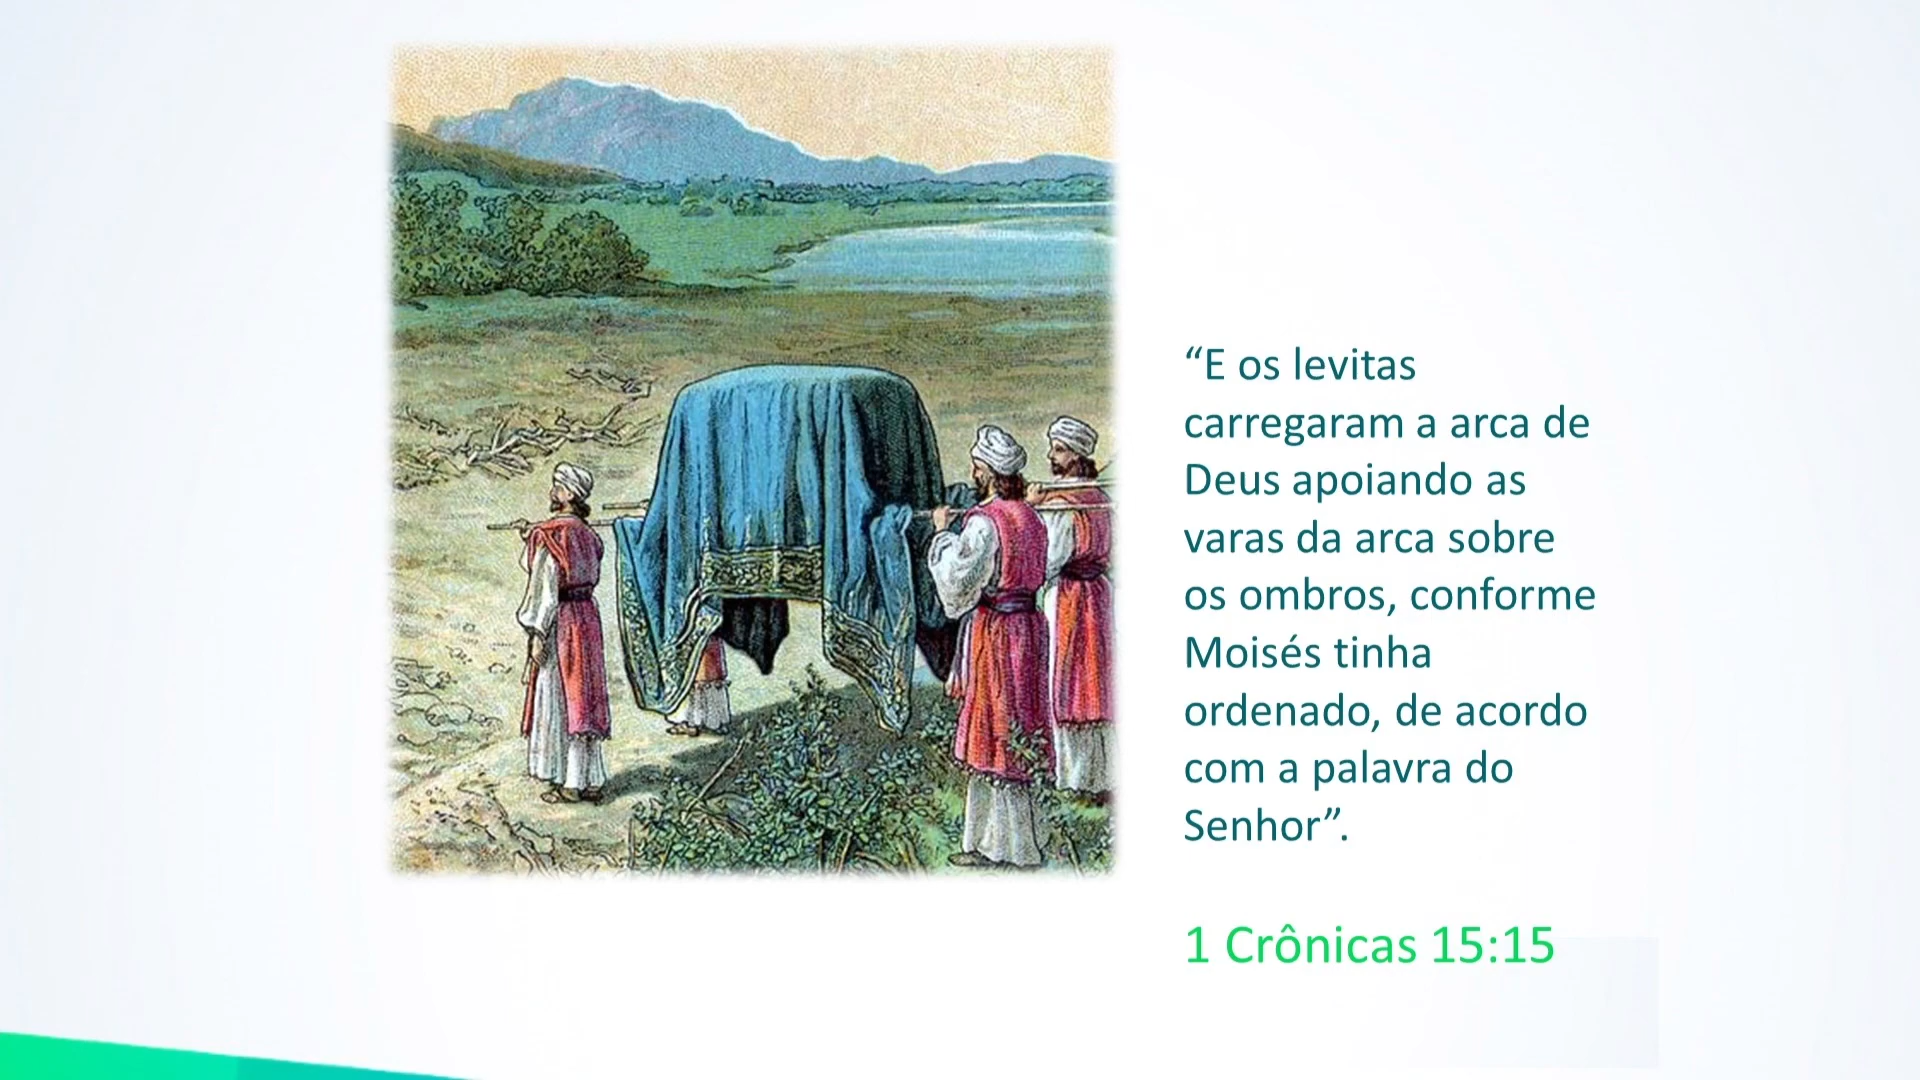 “E os levitas
carregaram a arca de
Deus apoiando as
varas da arca sobre
os ombros, conforme
Moisés tinha
ordenado, de acordo
com a palavra do
Senhor”.
1 Crônicas 15:15